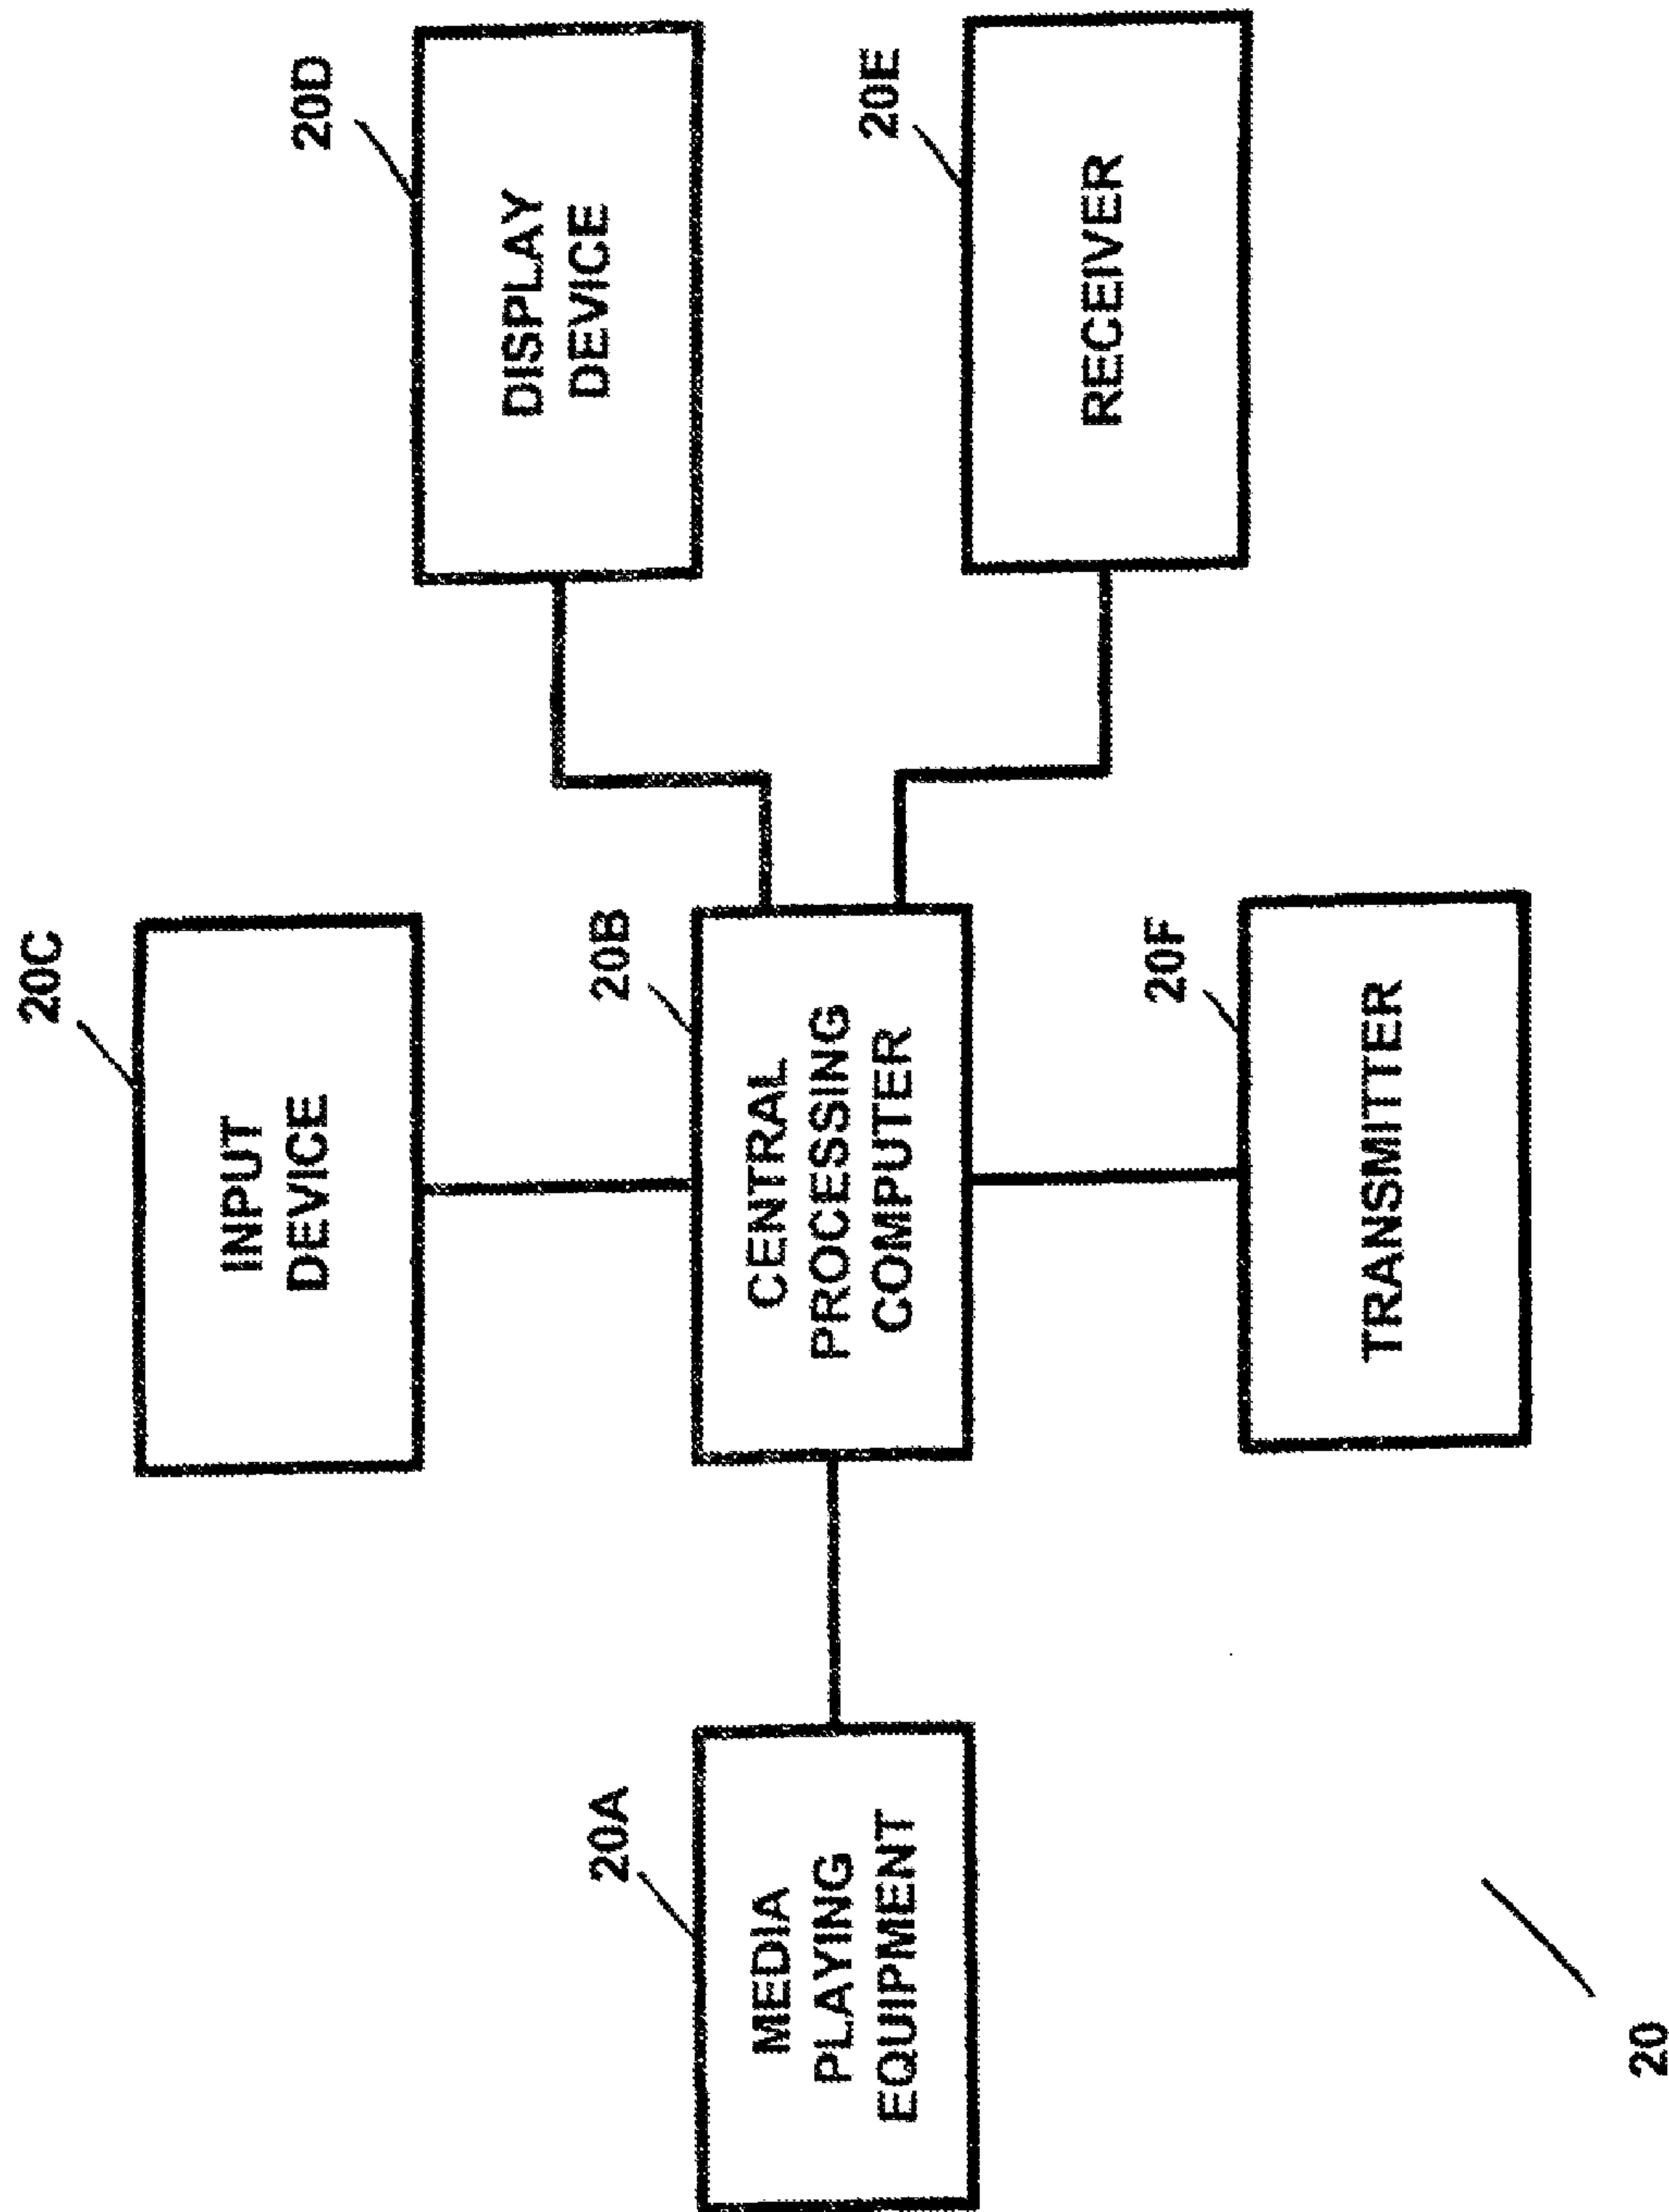 20C
INPUT
DEVICE
20D
DISPLAY
DEVICE
20A
MEDIA
PLAYING
EQUIPMENT
20B
CENTRAL
PROCESSING
COMPUTER
20E
RECEIVER
20F
TRANSMITTER
20